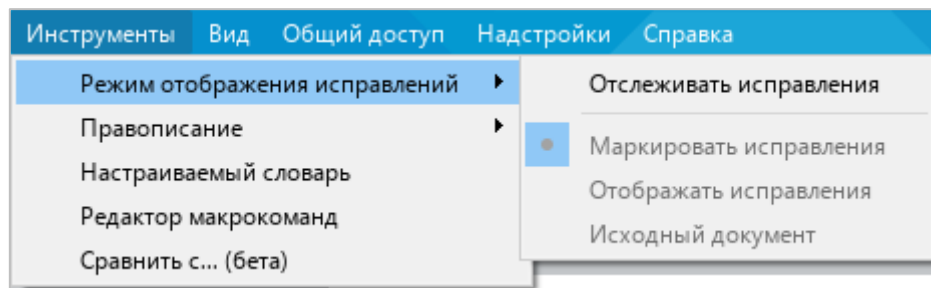 Инструменты Вид Общий доступ Надстройки Справка
Режим отображения исправлений
Правописание
Настраиваемый словарь
Редактор макрокоманд
Сравнить с... (бета)
Отслеживать исправления
Маркировать исправления
Отображать исправления
Исходный документ